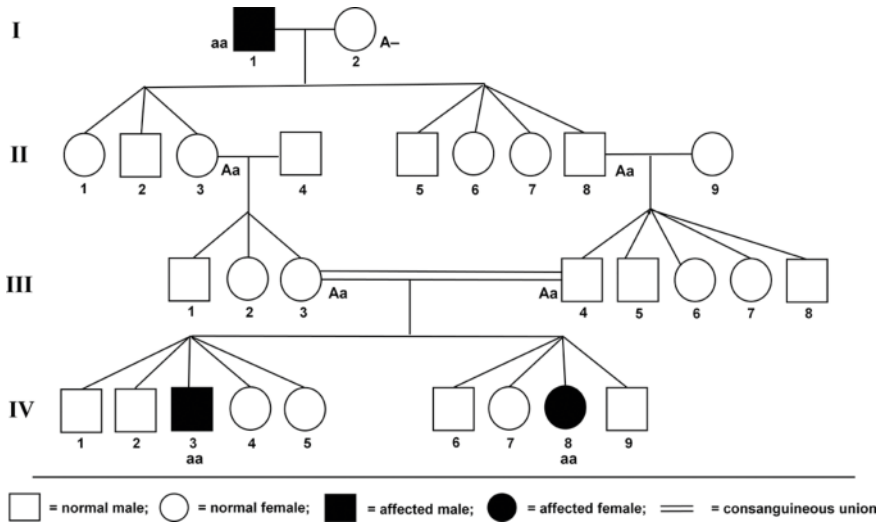 I
aa
A–
1
2
II
Aa
Aa
1
2
3
4
5
6
7
8
9
III
Aa
Aa
1
2
3
4
5
6
7
8
IV
1
2
3
4
5
6
7
8
9
aa
aa
= normal male; = normal female; = affected male; = affected female; = consanguineous union